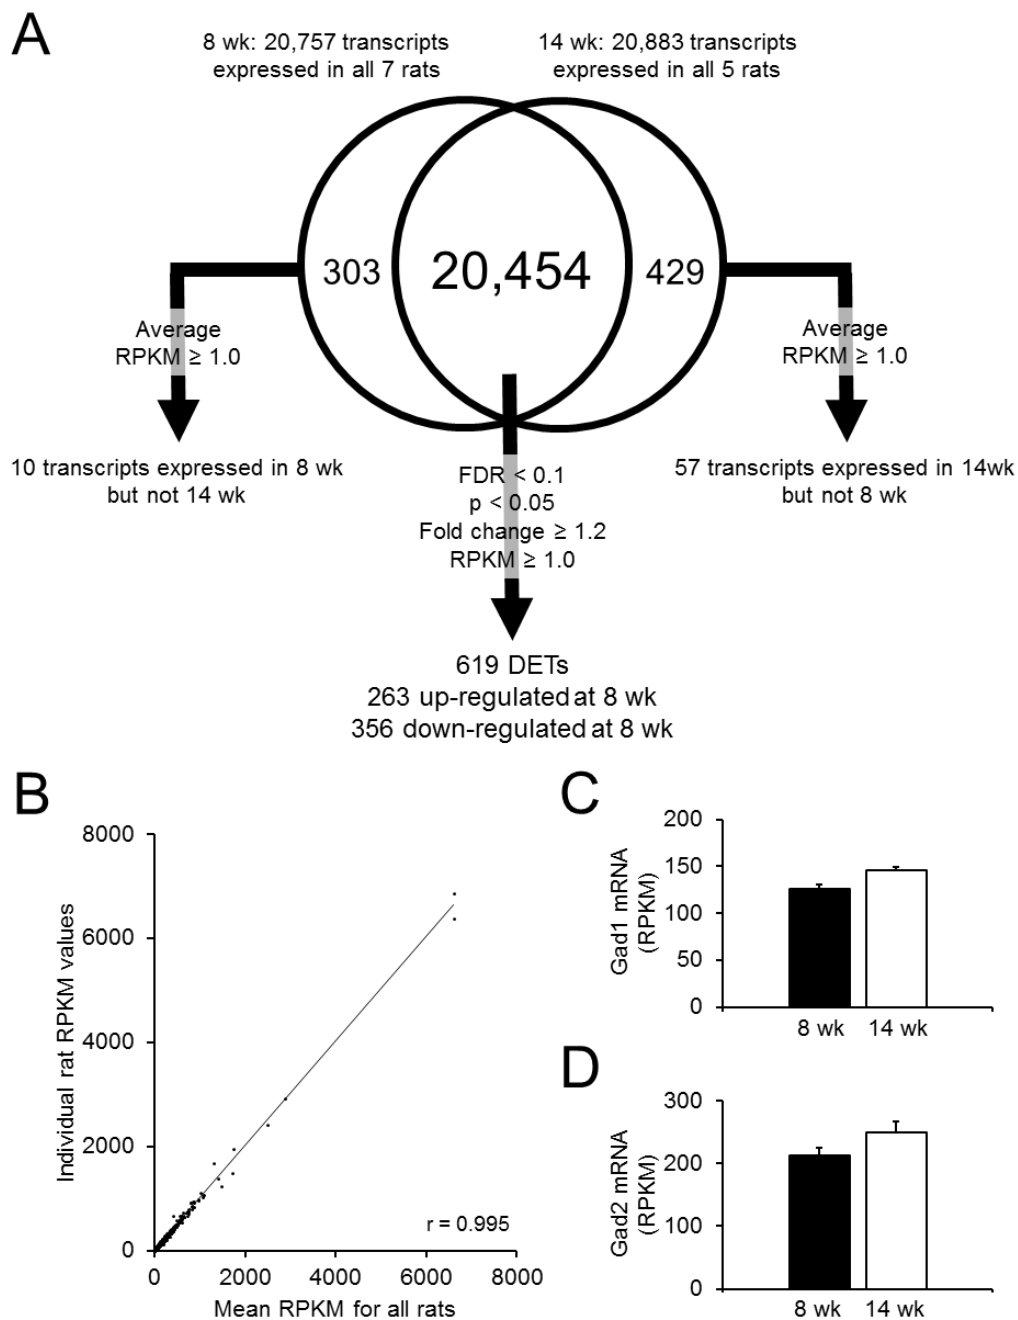 A
8 wk: 20,757 transcripts
expressed in all 7 rats
14 wk: 20,883 transcripts
expressed in all 5 rats
303
20,454
429
Average
RPKM ≥ 1.0
Average
RPKM ≥ 1.0
10 transcripts expressed in 8 wk
but not 14 wk
57 transcripts expressed in 14wk
but not 8 wk
FDR < 0.1
p < 0.05
Fold change ≥ 1.2
RPKM ≥ 1.0
619 DETs
263 up-regulated at 8 wk
356 down-regulated at 8 wk
B
Individual rat RPKM values
8000
6000
4000
2000
0
r = 0.995
0 2000 4000 6000 8000
Mean RPKM for all rats
C
Gad1 mRNA
(RPKM)
200
150
100
50
0
8 wk 14 wk
D
Gad2 mRNA
(RPKM)
300
200
100
0
8 wk 14 wk